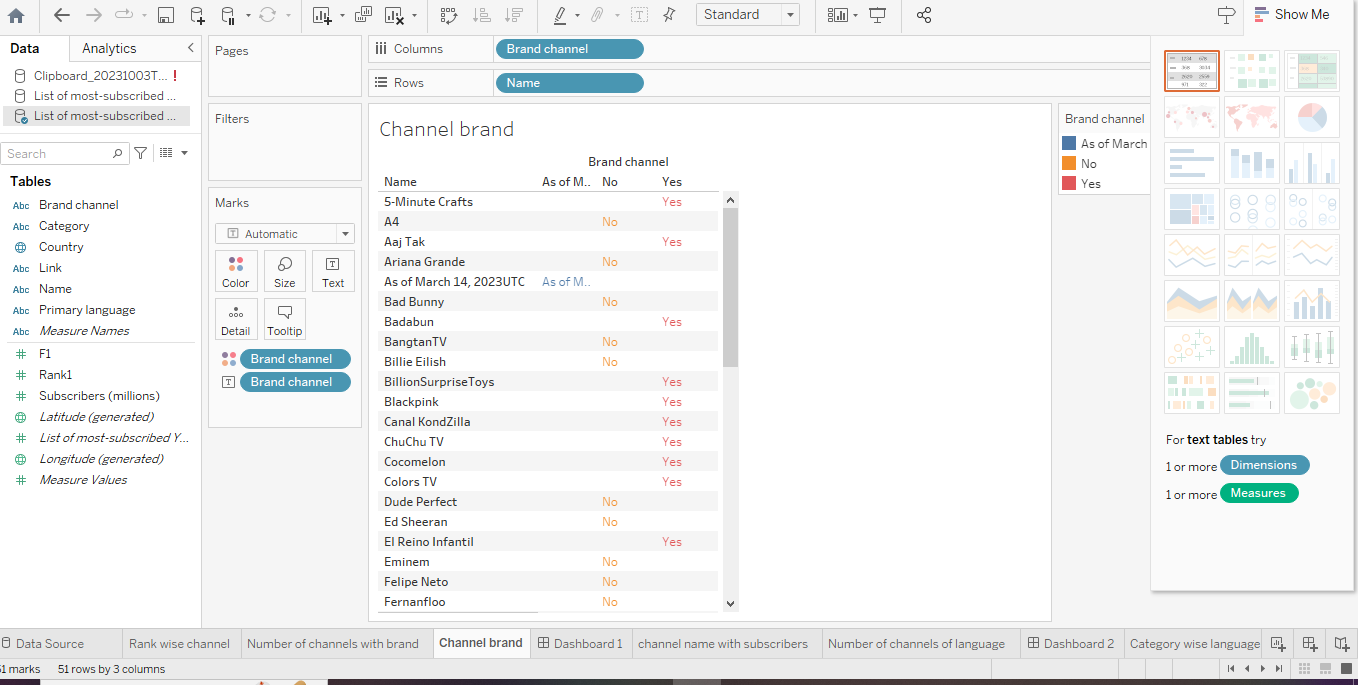 Standard
Show Me
Data
Analytics
Clipboard_20231003T... !
List of most-subscribed ...
List of most-subscribed ...
Search
Tables
Abc Brand channel
Abc Category
Country
Abc Link
Abc Name
Abc Primary language
Abc Measure Names
F1
Rank1
Subscribers (millions)
Latitude (generated)
List of most-subscribed Y...
Longitude (generated)
Measure Values
Pages
Filters
Marks
Automatic
Color Size Text
Detail Tooltip
Brand channel
Brand channel
Columns Brand channel
Rows Name
Channel brand
Brand channel
Name As of M.. No Yes
5-Minute Crafts Yes
A4 No
Aaj Tak Yes
Ariana Grande No
As of March 14, 2023UTC As of M..
Bad Bunny No
Badabun Yes
BangtanTV No
Billie Eilish No
BillionSurpriseToys Yes
Blackpink Yes
Canal KondZilla Yes
ChuChu TV Yes
Cocomelon Yes
Colors TV Yes
Dude Perfect No
Ed Sheeran No
El Reino Infantil Yes
Eminem No
Felipe Neto No
Fernanfloo No
Brand channel
As of March
No
Yes
For text tables try
1 or more Dimensions
1 or more Measures
Data Source Rank wise channel Number of channels with brand Channel brand Dashboard 1 channel name with subscribers Number of channels of language Dashboard 2 Category wise language
51 marks 51 rows by 3 columns